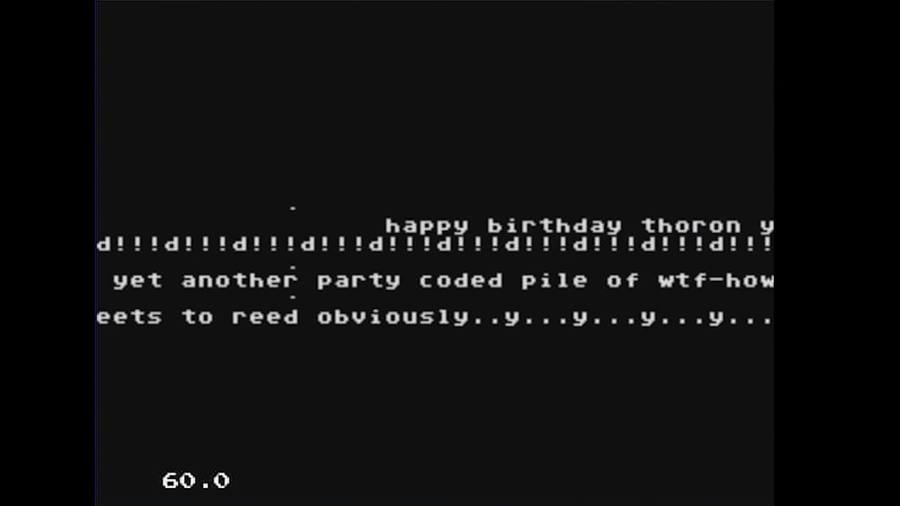 happy birthday thoron y
d!!!d!!!d!!!d!!!d!!!d!!!d!!!d!!!d!!!d!!!
yet another party coded pile of wtf-how
eets to reed obviously..y...y...y...y...
60.0